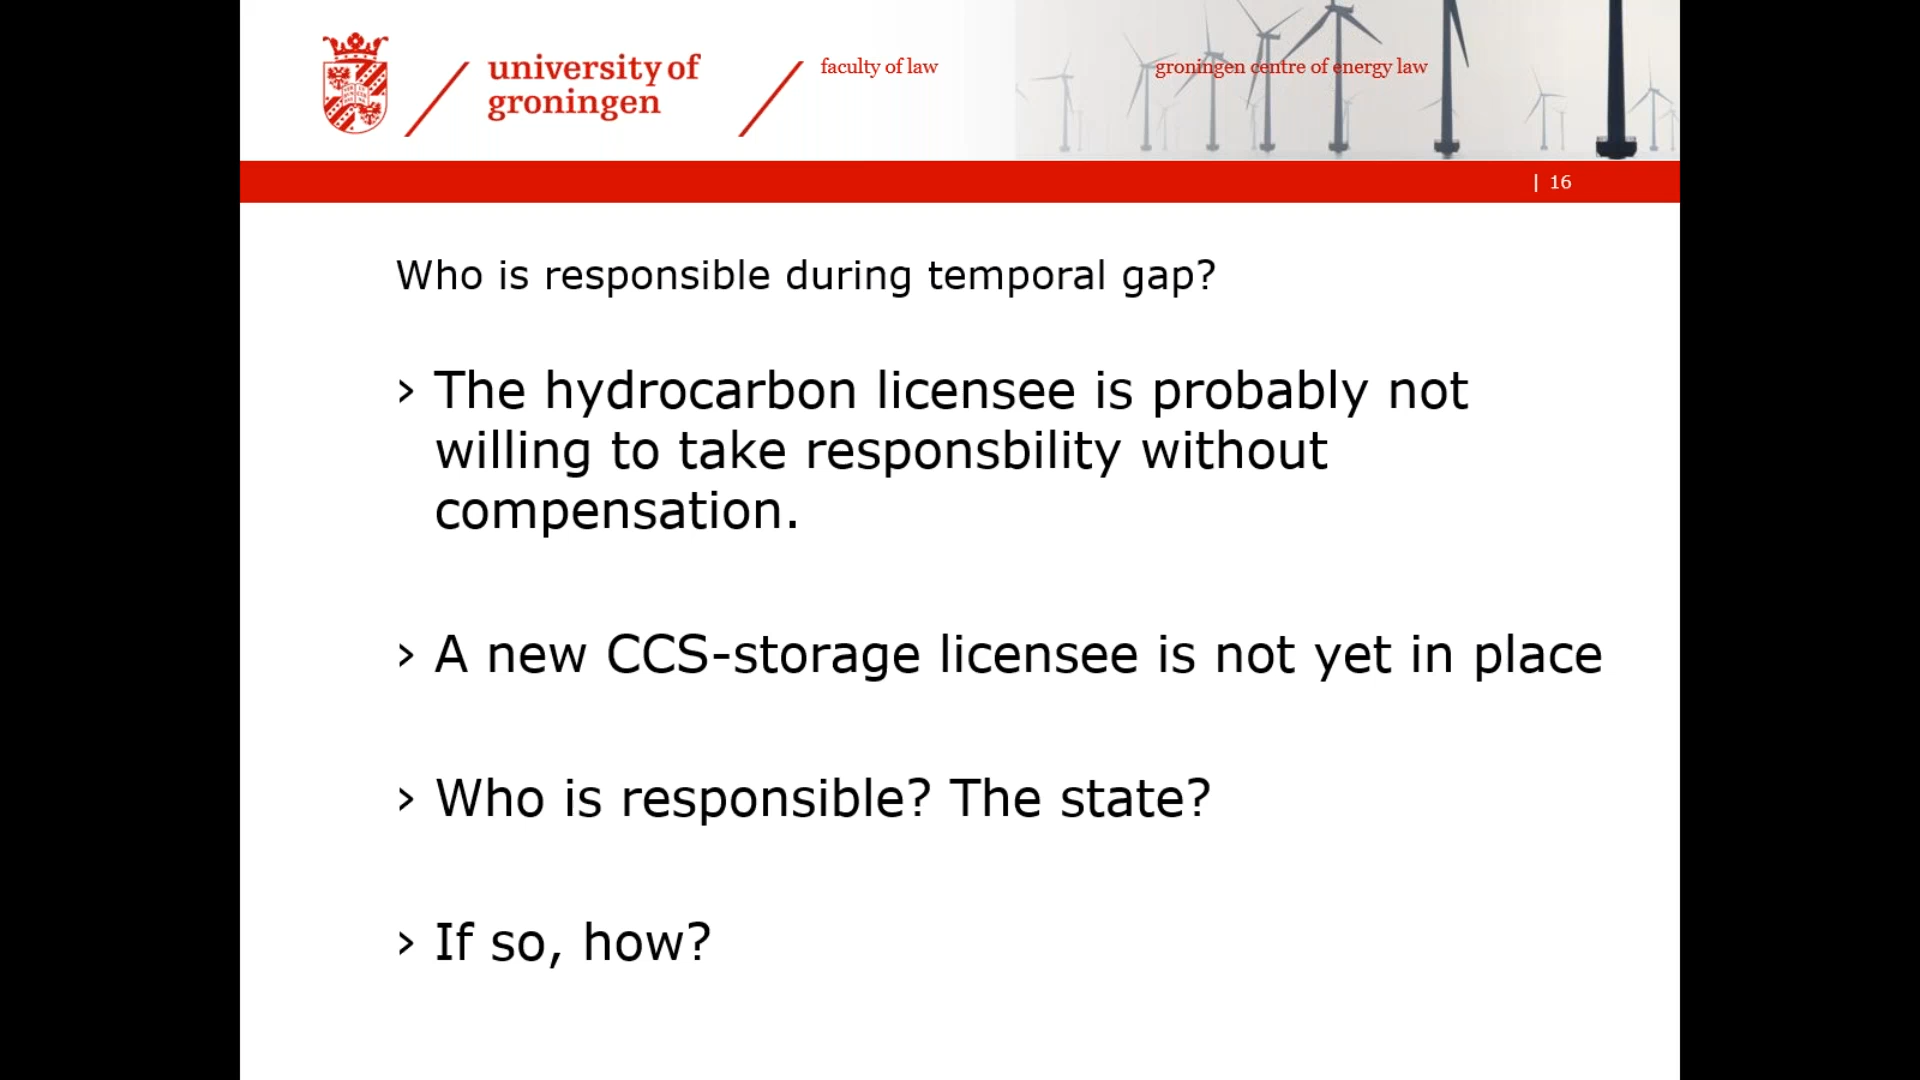 university of
groningen
faculty of law
groningen centre of energy law
| 16
Who is responsible during temporal gap?
› The hydrocarbon licensee is probably not
willing to take responsbility without
compensation.
› A new CCS-storage licensee is not yet in place
› Who is responsible? The state?
› If so, how?